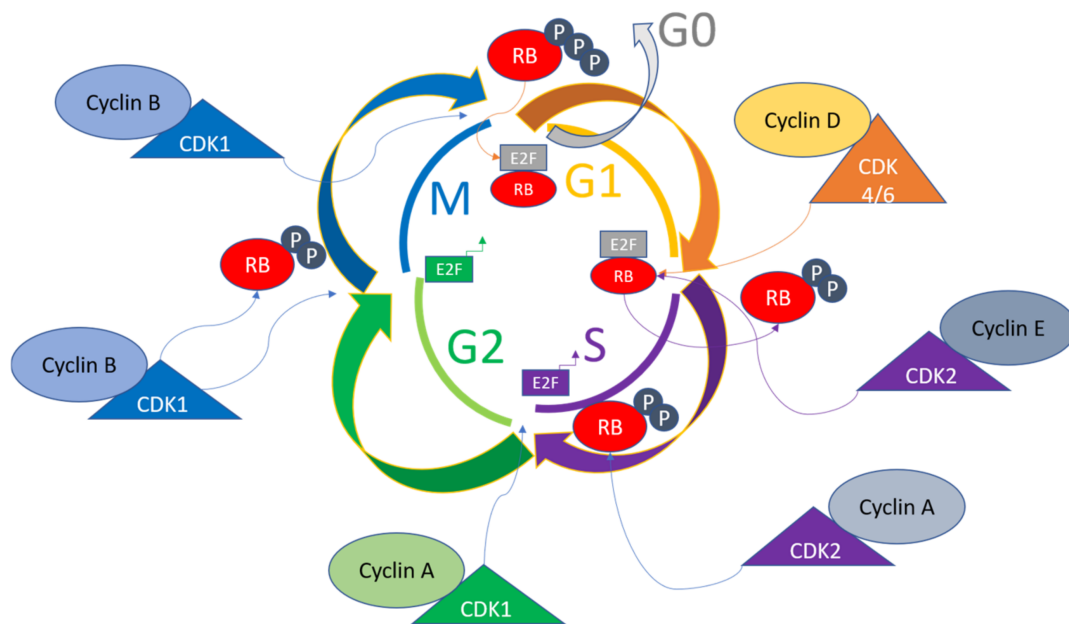 G0
P
P
P
RB
Cyclin B
CDK1
E2F
RB
G1
M
Cyclin D
CDK
4/6
P
P
RB
E2F
E2F
RB
P
P
RB
G2
S
E2F
Cyclin B
CDK1
Cyclin E
CDK2
P
P
RB
Cyclin A
CDK2
Cyclin A
CDK1